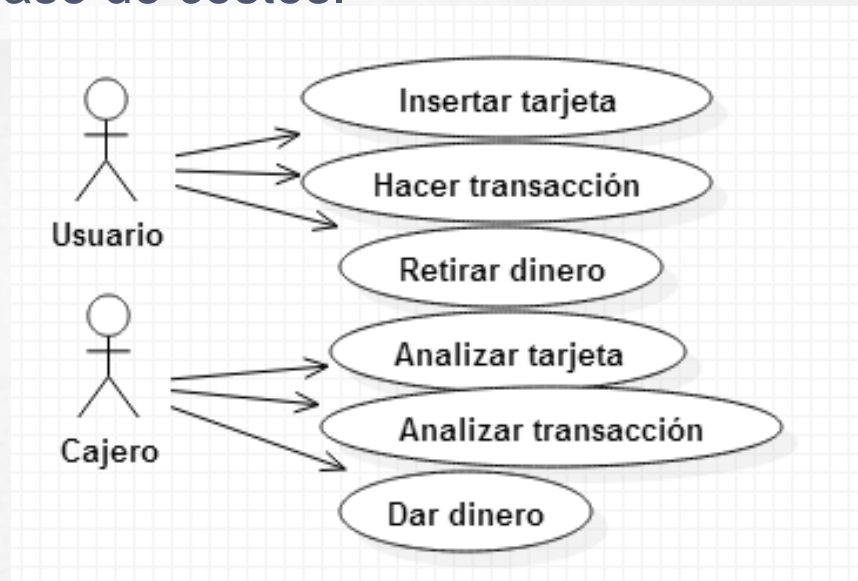 Insertar tarjeta
Hacer transacción
Usuario
Retirar dinero
Analizar tarjeta
Analizar transacción
Cajero
Dar dinero